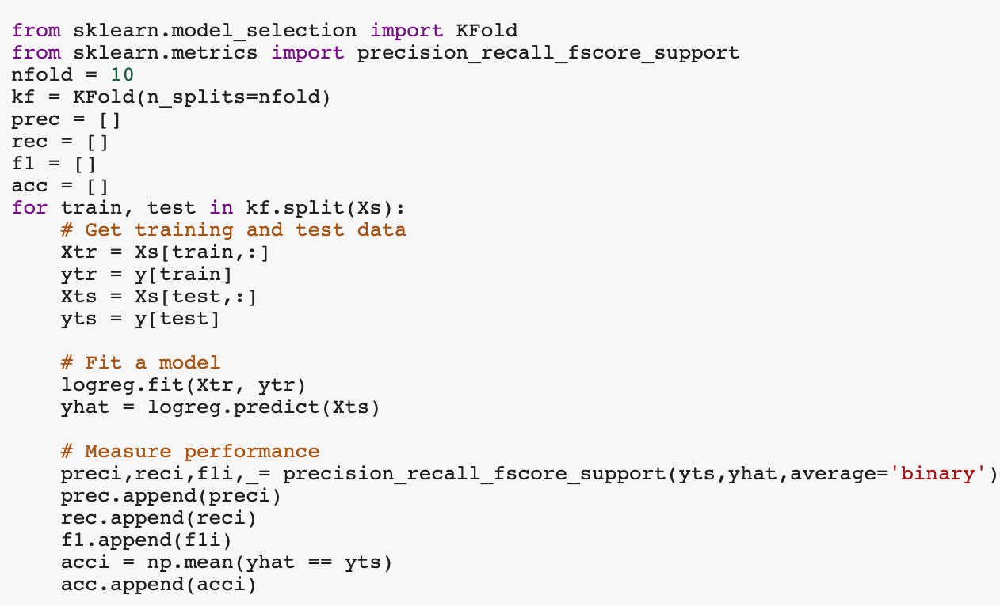 from sklearn.model_selection import KFold
from sklearn.metrics import precision_recall_fscore_support
nfold = 10
kf = KFold(n_splits=nfold)
prec = []
rec = []
f1 = []
acc = []
for train, test in kf.split(Xs):
    # Get training and test data
    Xtr = Xs[train,:]
    ytr = y[train]
    Xts = Xs[test,:]
    yts = y[test]

    # Fit a model
    logreg.fit(Xtr, ytr)
    yhat = logreg.predict(Xts)

    # Measure performance
    preci,reci,f1i,_= precision_recall_fscore_support(yts,yhat,average='binary')
    prec.append(preci)
    rec.append(reci)
    f1.append(f1i)
    acci = np.mean(yhat == yts)
    acc.append(acci)